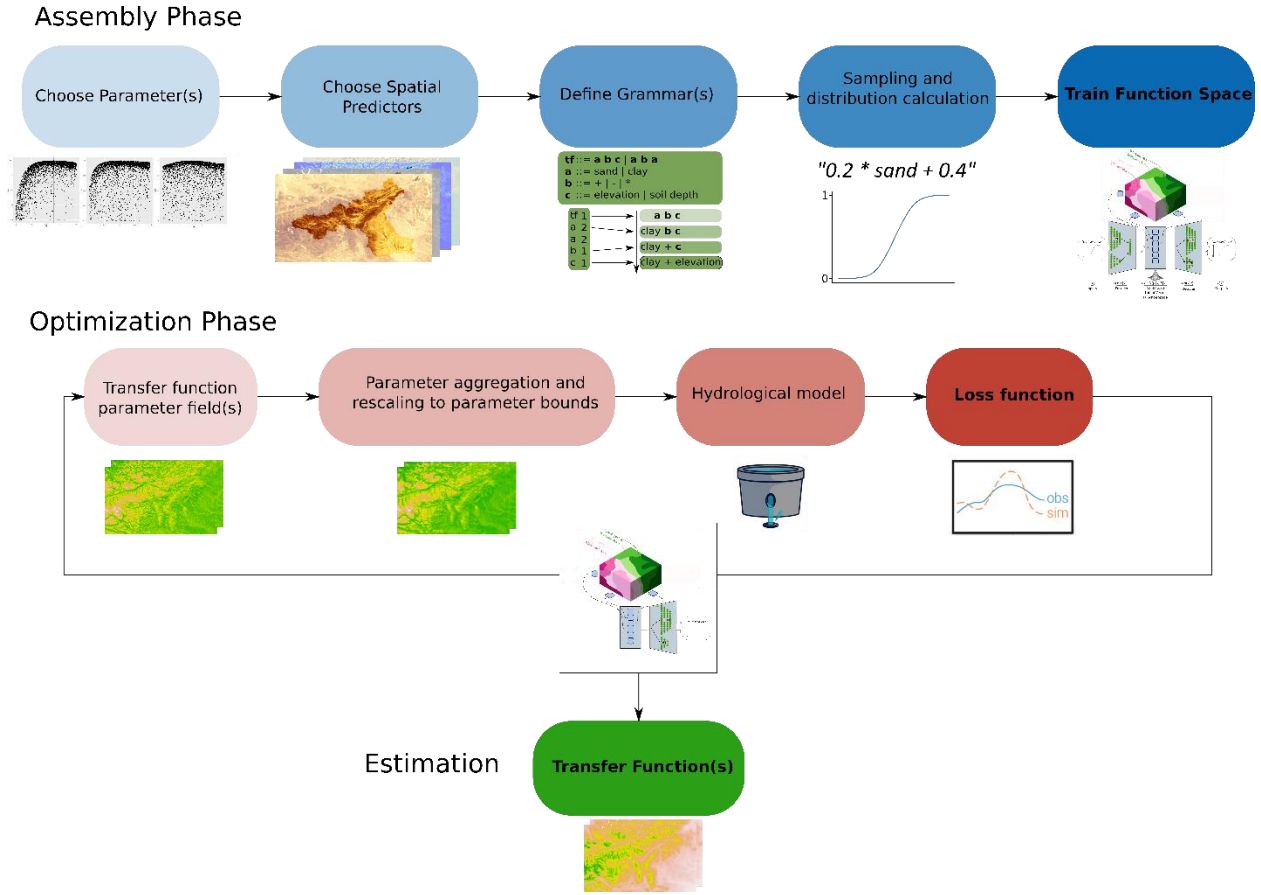 Assembly Phase
Choose Parameter(s)
Choose Spatial
Predictors
Define Grammar(s)
Sampling and
distribution calculation
Train Function Space
tf ::= a b c | a b a
a ::= sand | clay
b ::= + | - | *
c ::= elevation | soil depth
tf 1
a b c
a 2
clay b c
a 2
b 1
clay + c
c 1
clay + elevation
"0.2 * sand + 0.4"
1
0
Optimization Phase
Transfer function
parameter field(s)
Parameter aggregation and
rescaling to parameter bounds
Hydrological model
Loss function
obs
sim
Estimation
Transfer Function(s)